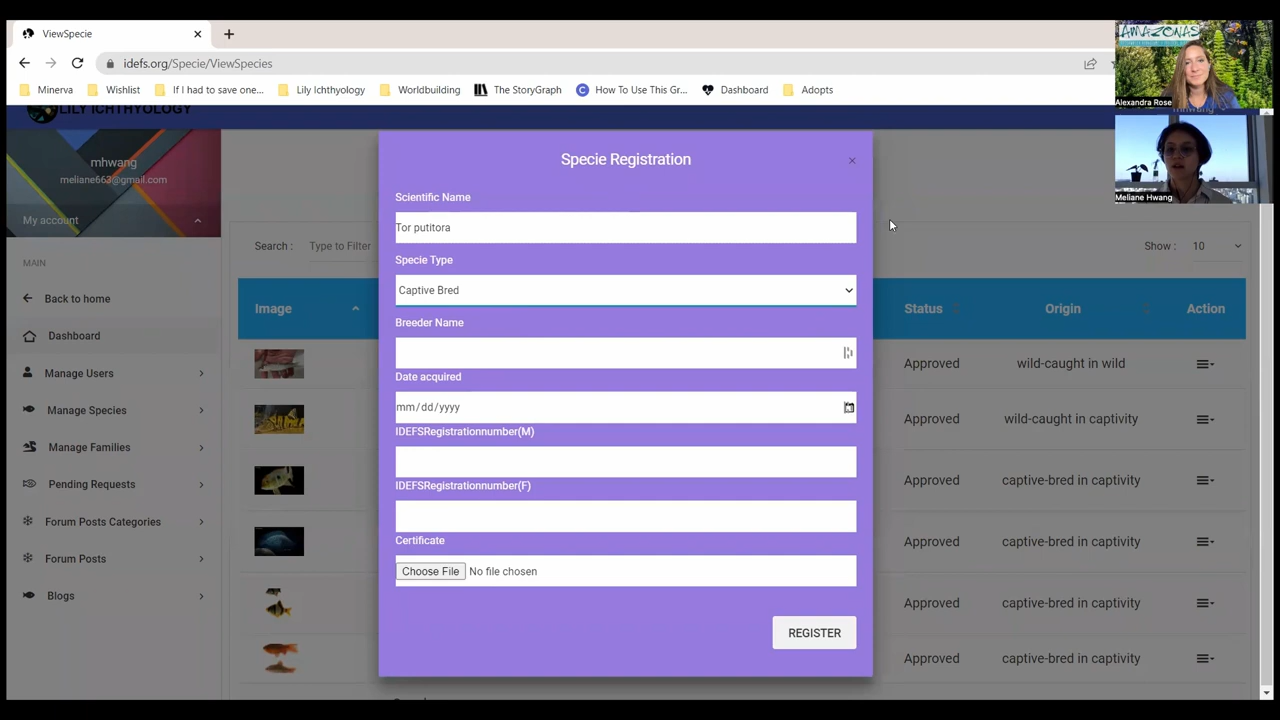 ViewSpecie
idefs.org/Specie/ViewSpecies
Minerva
Wishlist
If I had to save one...
Lily Ichthyology
Worldbuilding
The StoryGraph
How To Use This Gr...
Dashboard
Adopts
AMAZONAS
Alexandra Rose
Meliane Hwang
LILY ICHTHYOLOGY
mhwang
mhwang
meliane663@gmail.com
My account
MAIN
Back to home
Dashboard
Manage Users
Manage Species
Manage Families
Pending Requests
Forum Posts Categories
Forum Posts
Blogs
Search :
Type to Filter
Show :
10
Image
Status
Origin
Action
Approved
wild-caught in wild
Approved
wild-caught in captivity
Approved
captive-bred in captivity
Approved
captive-bred in captivity
Approved
captive-bred in captivity
Approved
captive-bred in captivity
Specie Registration
×
Scientific Name
Tor putitora
Specie Type
Captive Bred
Breeder Name
Date acquired
mm/dd/yyyy
IDEFSRegistrationnumber(M)
IDEFSRegistrationnumber(F)
Certificate
Choose File
No file chosen
REGISTER